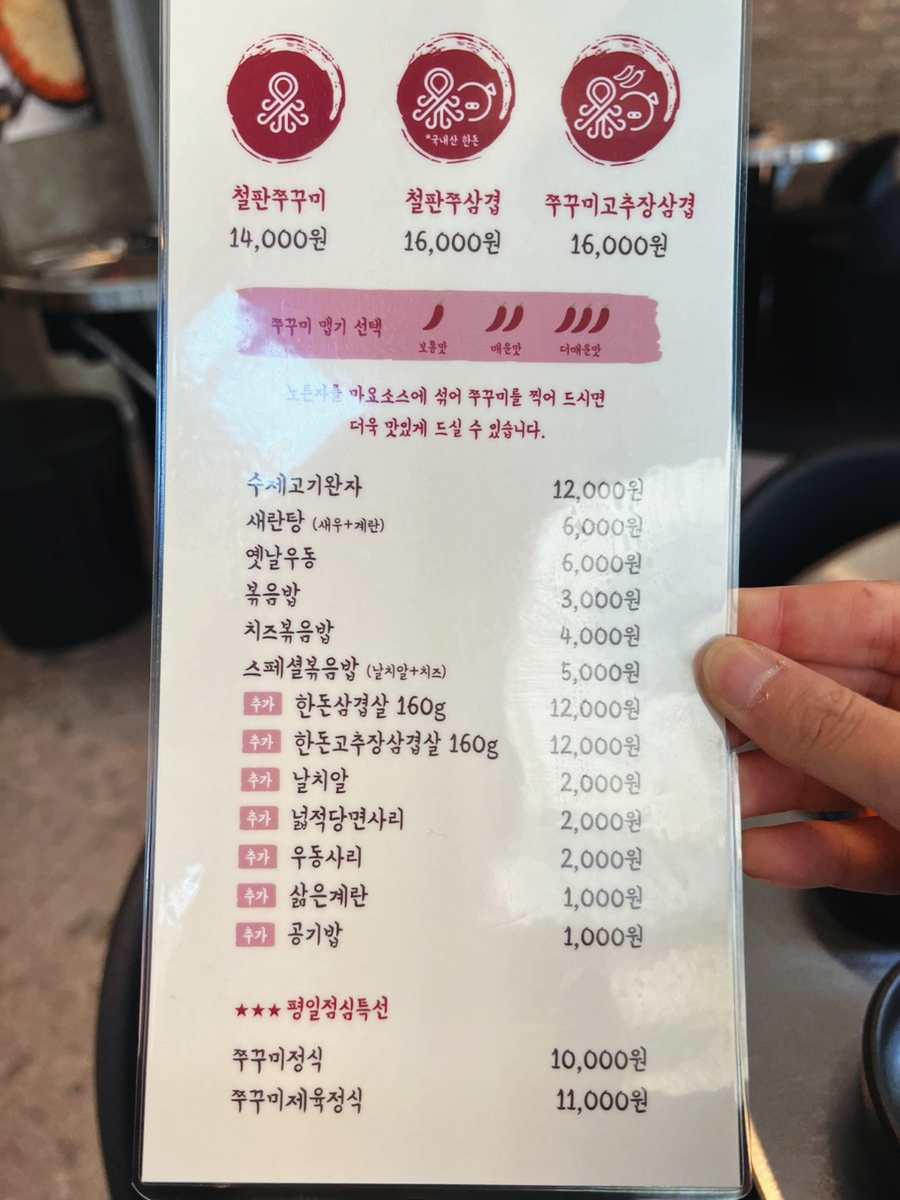 *국내산 한돈
철판쭈꾸미 철판쭈삼겹 쭈꾸미고추장삼겹
14,000원 16,000원 16,000원
쭈꾸미 맵기 선택 보통맛 매운맛 더매운맛
노른자를 마요소스에 섞어 쭈꾸미를 찍어 드시면
더욱 맛있게 드실 수 있습니다.
수제고기완자 12,000원
새란탕 (새우+계란) 6,000원
옛날우동 6,000원
볶음밥 3,000원
치즈볶음밥 4,000원
스페셜볶음밥 (날치알+치즈) 5,000원
추가 한돈삼겹살 160g 12,000원
추가 한돈고추장삼겹살 160g 12,000원
추가 날치알 2,000원
추가 넓적당면사리 2,000원
추가 우동사리 2,000원
추가 삶은계란 1,000원
추가 공기밥 1,000원
★★★ 평일점심특선
쭈꾸미정식 10,000원
쭈꾸미제육정식 11,000원